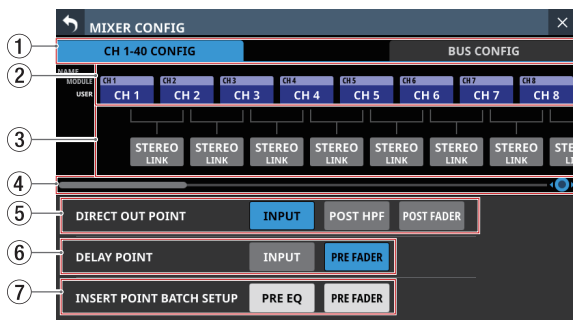 MIXER CONFIG
1 CH 1-40 CONFIG BUS CONFIG
2 NAME
MODULE CH 1 CH 2 CH 3 CH 4 CH 5 CH 6 CH 7 CH 8
USER CH 1 CH 2 CH 3 CH 4 CH 5 CH 6 CH 7 CH 8
3 STEREO STEREO STEREO STEREO STEREO STEREO STEREO STE
LINK LINK LINK LINK LINK LINK LINK
4
5 DIRECT OUT POINT INPUT POST HPF POST FADER
6 DELAY POINT INPUT PRE FADER
7 INSERT POINT BATCH SETUP PRE EQ PRE FADER